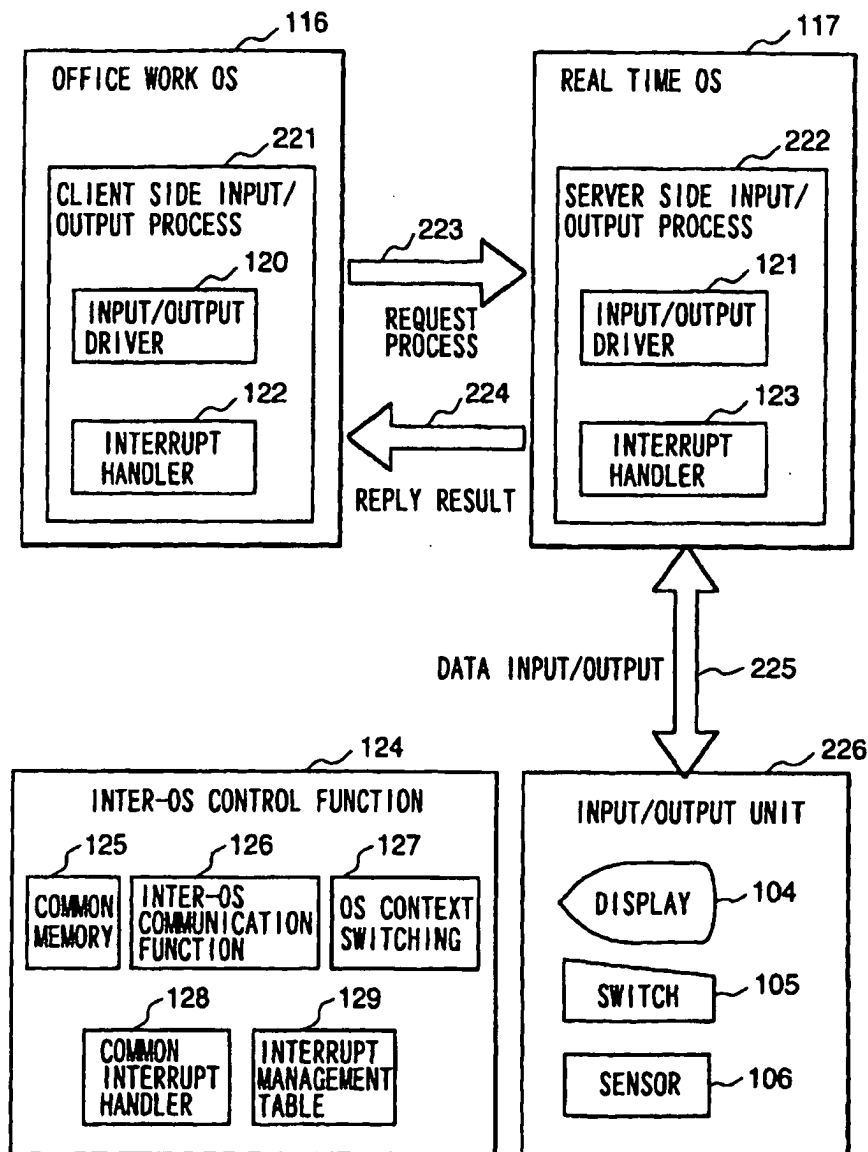 116
117
OFFICE WORK OS
REAL TIME OS
221
222
CLIENT SIDE INPUT/
OUTPUT PROCESS
SERVER SIDE INPUT/
OUTPUT PROCESS
120
223
121
INPUT/OUTPUT
DRIVER
REQUEST
PROCESS
INPUT/OUTPUT
DRIVER
122
224
123
INTERRUPT
HANDLER
REPLY RESULT
INTERRUPT
HANDLER
DATA INPUT/OUTPUT
225
124
226
INTER-OS CONTROL FUNCTION
INPUT/OUTPUT UNIT
125
126
127
COMMON
MEMORY
INTER-OS
COMMUNICATION
FUNCTION
OS CONTEXT
SWITCHING
DISPLAY
104
SWITCH
105
128
129
COMMON
INTERRUPT
HANDLER
INTERRUPT
MANAGEMENT
TABLE
SENSOR
106